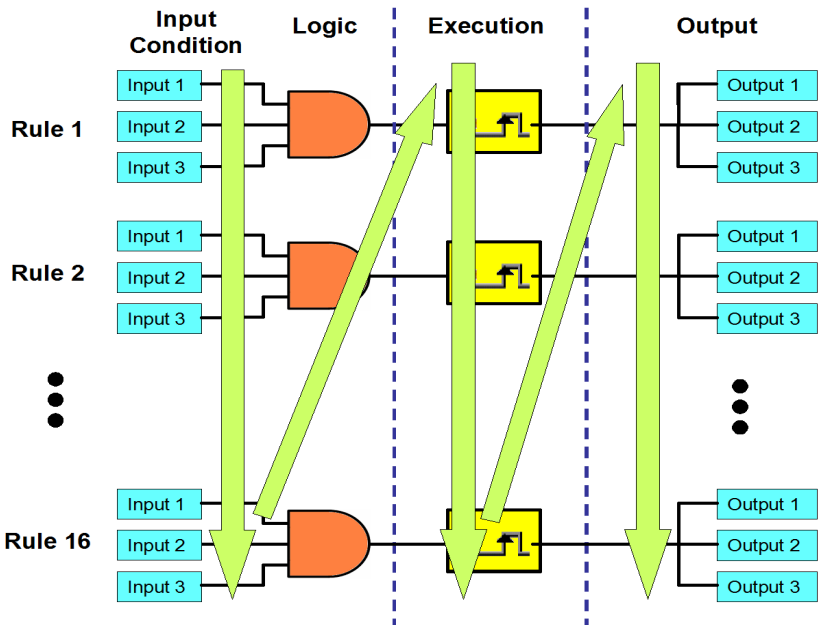 Input
Condition
Logic
Execution
Output
Rule 1
Input 1
Input 2
Input 3
Output 1
Output 2
Output 3
Rule 2
Input 1
Input 2
Input 3
Output 1
Output 2
Output 3
Rule 16
Input 1
Input 2
Input 3
Output 1
Output 2
Output 3